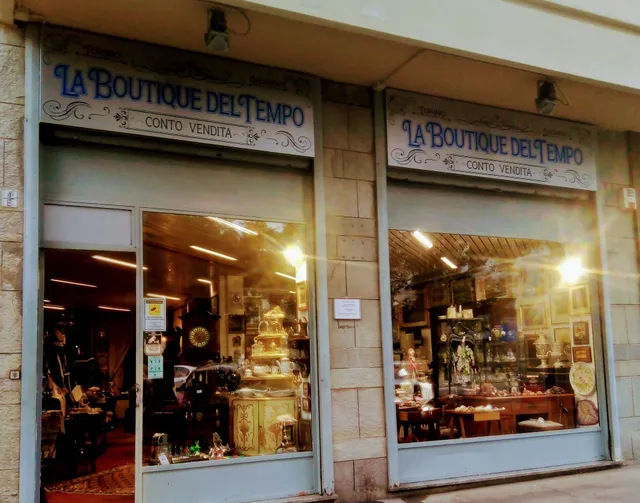 LA BOUTIQUE DEL TEMPO
CONTO VENDITA
LA BOUTIQUE DEL TEMPO
CONTO VENDITA